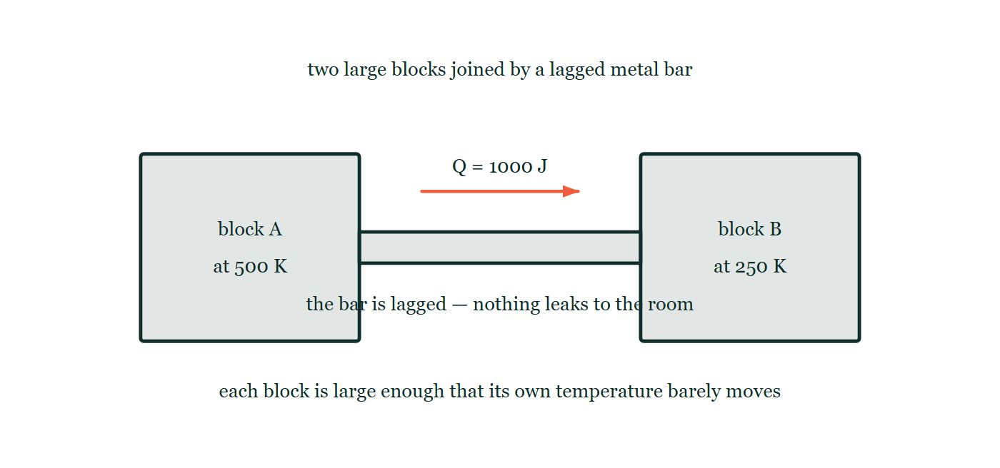 two large blocks joined by a lagged metal bar
Q = 1000 J
block A
at 500 K
block B
at 250 K
the bar is lagged — nothing leaks to the room
each block is large enough that its own temperature barely moves